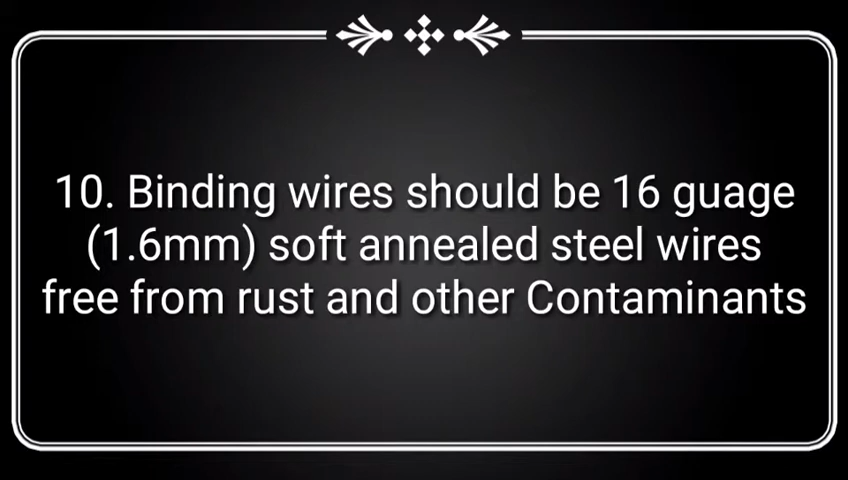 10. Binding wires should be 16 guage
(1.6mm) soft annealed steel wires
free from rust and other Contaminants